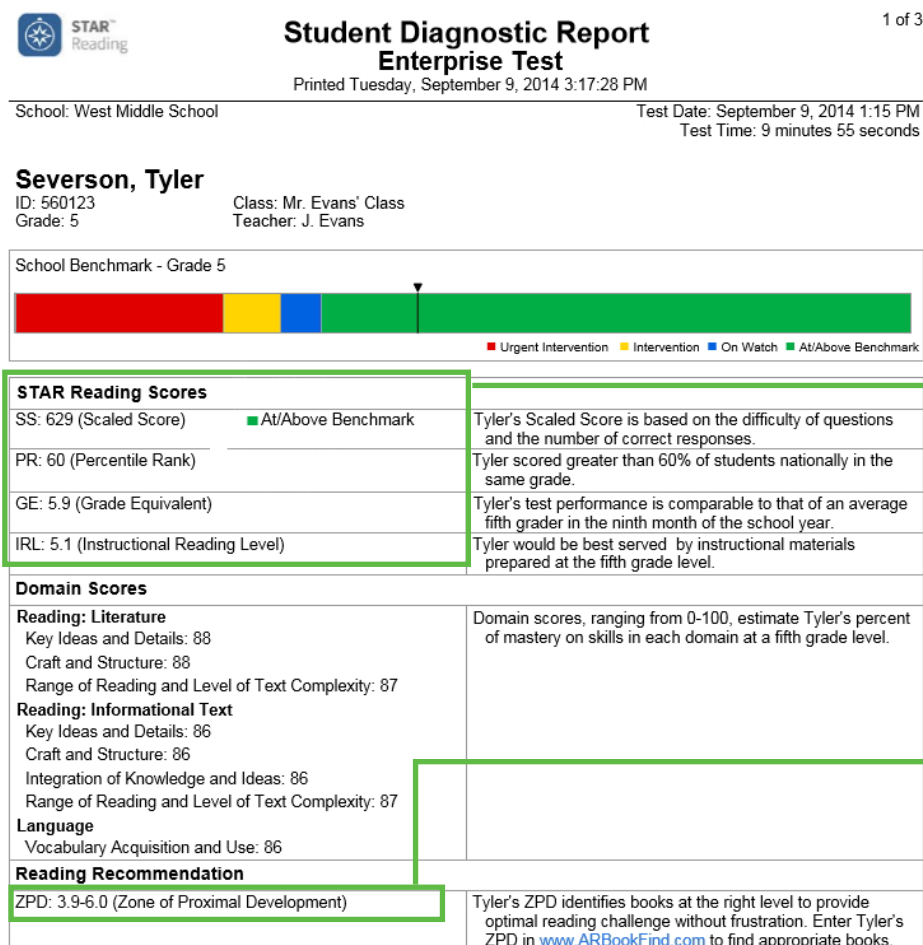 STAR™
Reading
Student Diagnostic Report
Enterprise Test
Printed Tuesday, September 9, 2014 3:17:28 PM
1 of 3
School: West Middle School
Test Date: September 9, 2014 1:15 PM
Test Time: 9 minutes 55 seconds
Severson, Tyler
ID: 560123
Class: Mr. Evans' Class
Grade: 5
Teacher: J. Evans
School Benchmark - Grade 5
Urgent Intervention Intervention On Watch At/Above Benchmark
STAR Reading Scores
SS: 629 (Scaled Score) At/Above Benchmark
Tyler's Scaled Score is based on the difficulty of questions
and the number of correct responses.
PR: 60 (Percentile Rank)
Tyler scored greater than 60% of students nationally in the
same grade.
GE: 5.9 (Grade Equivalent)
Tyler's test performance is comparable to that of an average
fifth grader in the ninth month of the school year.
IRL: 5.1 (Instructional Reading Level)
Tyler would be best served by instructional materials
prepared at the fifth grade level.
Domain Scores
Reading: Literature
Key Ideas and Details: 88
Craft and Structure: 88
Range of Reading and Level of Text Complexity: 87
Reading: Informational Text
Key Ideas and Details: 86
Craft and Structure: 86
Integration of Knowledge and Ideas: 86
Range of Reading and Level of Text Complexity: 87
Language
Vocabulary Acquisition and Use: 86
Domain scores, ranging from 0-100, estimate Tyler's percent
of mastery on skills in each domain at a fifth grade level.
Reading Recommendation
ZPD: 3.9-6.0 (Zone of Proximal Development)
Tyler's ZPD identifies books at the right level to provide
optimal reading challenge without frustration. Enter Tyler's
ZPD in www.ARBookFind.com to find appropriate books.